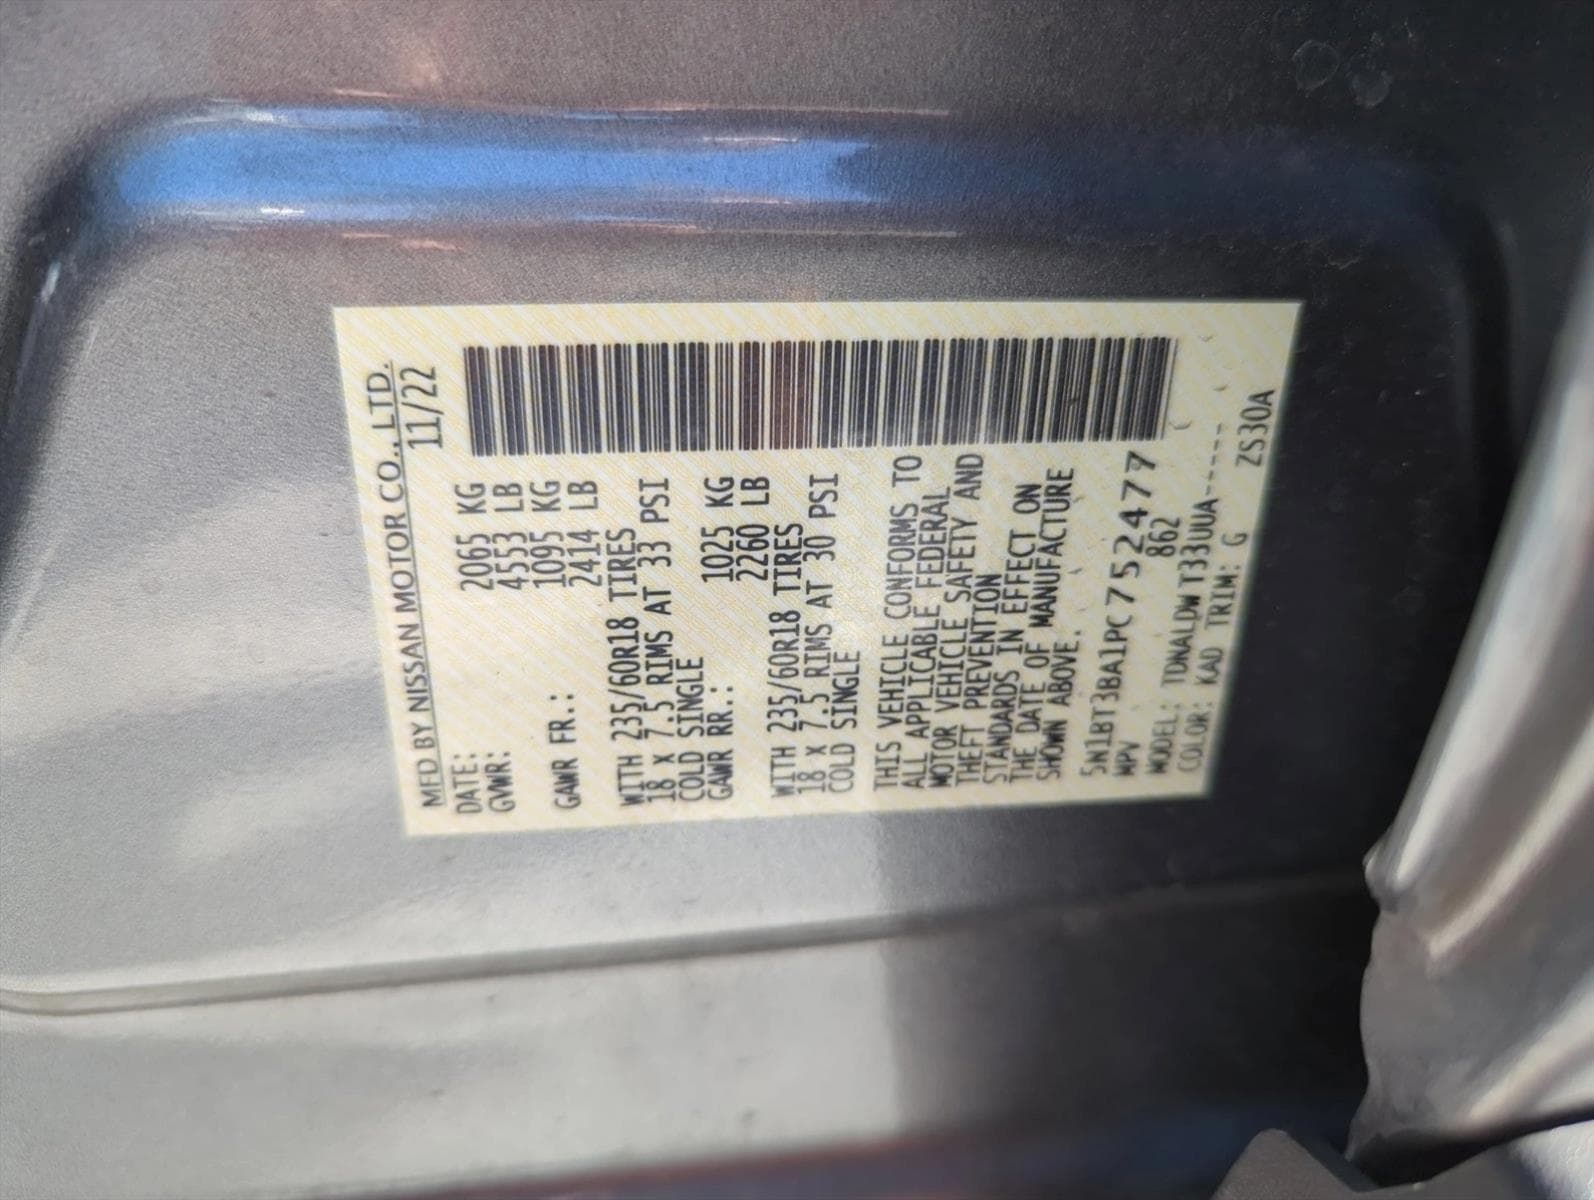 MFD BY NISSAN MOTOR CO., LTD.
DATE: 11/22
GVWR: 2065 KG
4553 LB
GAWR FR.: 1095 KG
2414 LB
WITH 235/60R18 TIRES
18 X 7.5 RIMS AT 33 PSI
COLD SINGLE
GAWR RR.: 1025 KG
2260 LB
WITH 235/60R18 TIRES
18 X 7.5 RIMS AT 30 PSI
COLD SINGLE
THIS VEHICLE CONFORMS TO
ALL APPLICABLE FEDERAL
MOTOR VEHICLE SAFETY AND
THEFT PREVENTION
STANDARDS IN EFFECT ON
THE DATE OF MANUFACTURE
SHOWN ABOVE.
5N1BT3BA1PC752477
MPV 862
MODEL: TDNALDW T33UUA-----
COLOR: KAD TRIM: G ZS30A